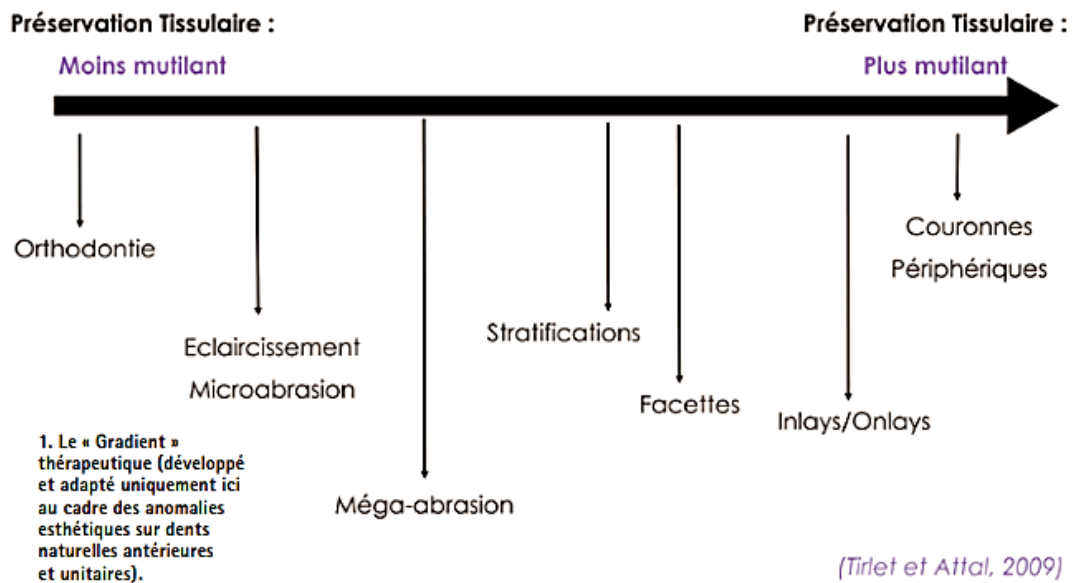 Préservation Tissulaire :
Préservation Tissulaire :
Moins mutilant
Plus mutilant
Orthodontie
Couronnes
Périphériques
Eclaircissement
Microabrasion
Stratifications
Facettes
Inlays/Onlays
Méga-abrasion
1. Le « Gradient »
thérapeutique (développé
et adapté uniquement ici
au cadre des anomalies
esthétiques sur dents
naturelles antérieures
et unitaires).
(Tirlet et Attal, 2009)